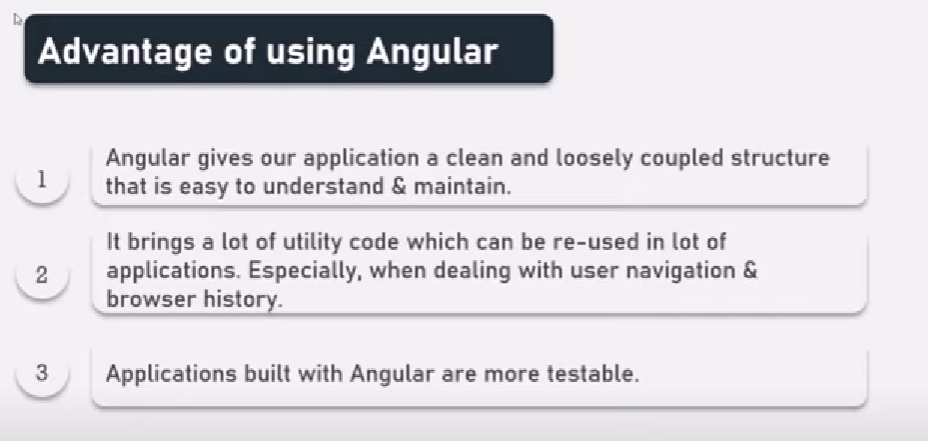 Advantage of using Angular
1
Angular gives our application a clean and loosely coupled structure
that is easy to understand & maintain.
2
It brings a lot of utility code which can be re-used in lot of
applications. Especially, when dealing with user navigation &
browser history.
3
Applications built with Angular are more testable.